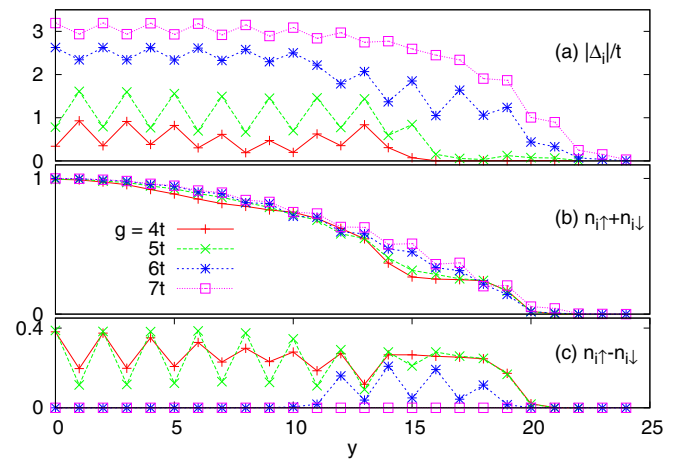 3
2
1
0
(a) |Δi|/t
1
0
(b) ni↑+ni↓
g = 4t
5t
6t
7t
0.4
0
(c) ni↑-ni↓
0 5 10 15 20 25
y